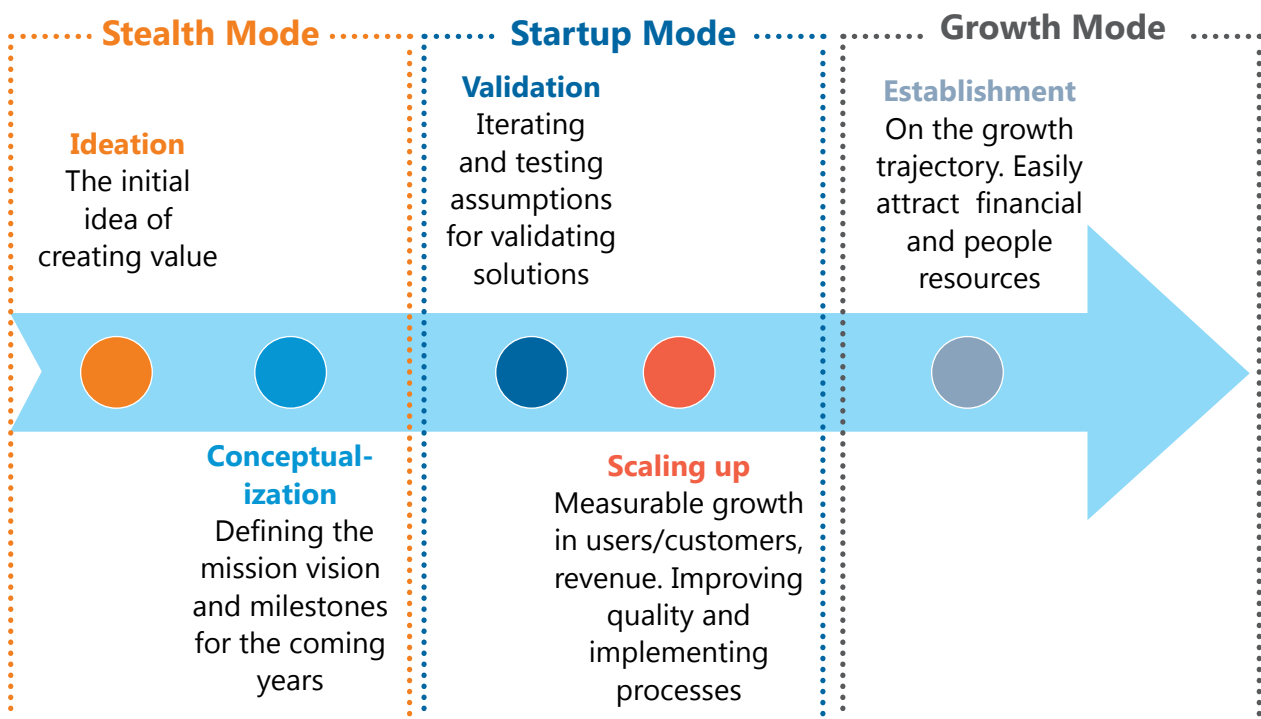 Stealth Mode
Startup Mode
Growth Mode
Ideation
The initial
idea of
creating value
Conceptual-
ization
Defining the
mission vision
and milestones
for the coming
years
Validation
Iterating
and testing
assumptions
for validating
solutions
Scaling up
Measurable growth
in users/customers,
revenue. Improving
quality and
implementing
processes
Establishment
On the growth
trajectory. Easily
attract  financial
and people
resources